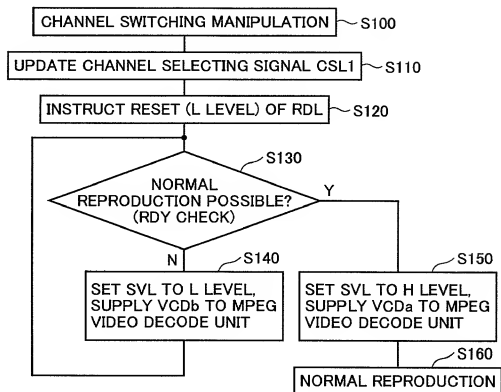 CHANNEL SWITCHING MANIPULATION
S100
UPDATE CHANNEL SELECTING SIGNAL CSL1
S110
INSTRUCT RESET (L LEVEL) OF RDL
S120
S130
NORMAL
REPRODUCTION POSSIBLE?
(RDY CHECK)
Y
N
S140
SET SVL TO L LEVEL,
SUPPLY VCDb TO MPEG
VIDEO DECODE UNIT
S150
SET SVL TO H LEVEL,
SUPPLY VCDa TO MPEG
VIDEO DECODE UNIT
S160
NORMAL REPRODUCTION